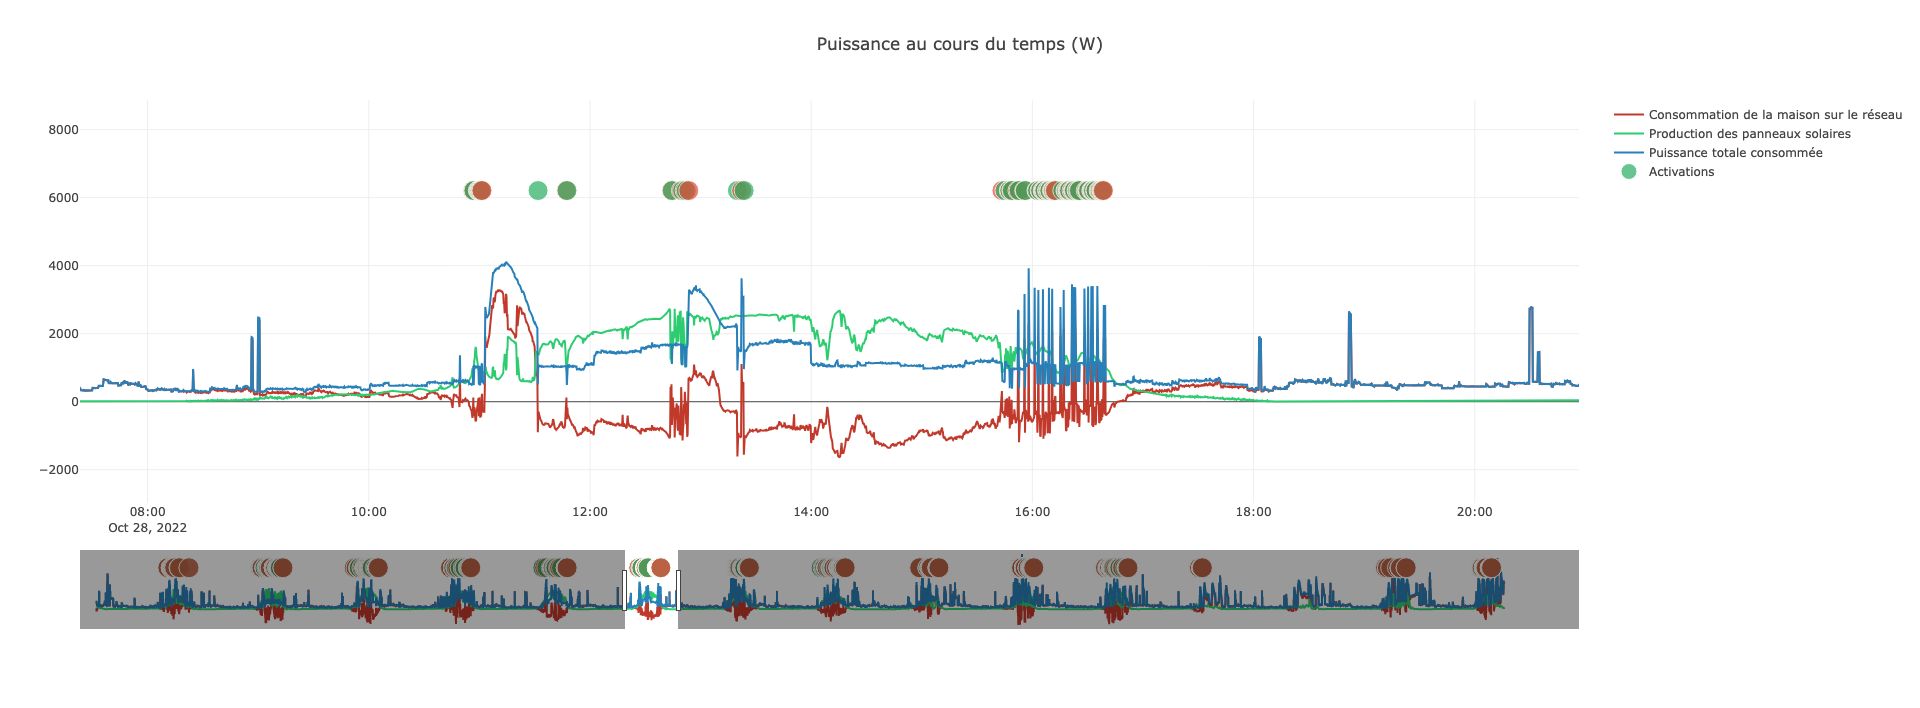 Puissance au cours du temps (W)
Consommation de la maison sur le réseau
Production des panneaux solaires
Puissance totale consommée
Activations
8000
6000
4000
2000
0
−2000
08:00 10:00 12:00 14:00 16:00 18:00 20:00
Oct 28, 2022